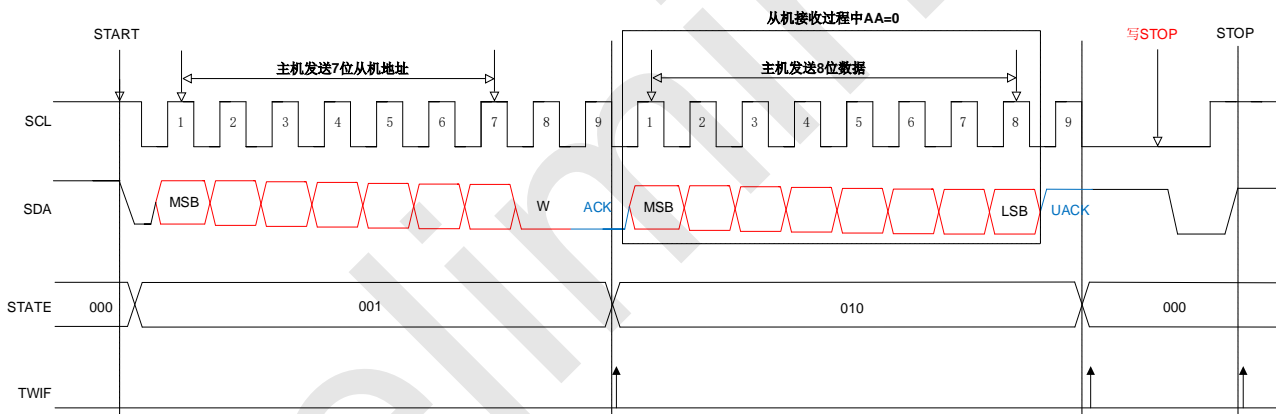 从机接收过程中AA=0
START
写STOP
STOP
主机发送7位从机地址
主机发送8位数据
SCL
1 2 3 4 5 6 7 8 9 1 2 3 4 5 6 7 8 9
SDA
MSB W ACK MSB LSB UACK
STATE
000 001 010 000
TWIF